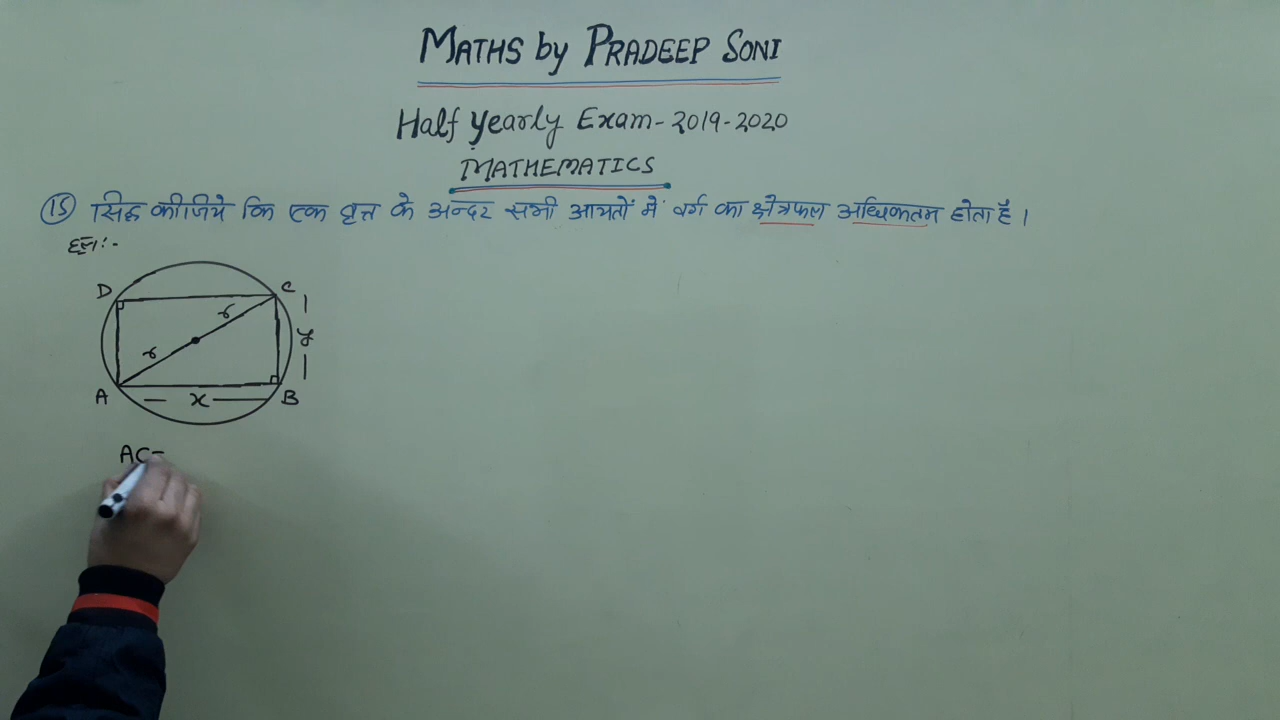 MATHS by PRADEEP SONI
Half Yearly Exam-2019-2020
MATHEMATICS
15 सिद्ध कीजिये कि एक वृत्त के अन्दर सभी आयतों में वर्ग का क्षेत्रफल अधिकतम होता है।
हल:-
D
C
r
y
r
A
x
B
AC=